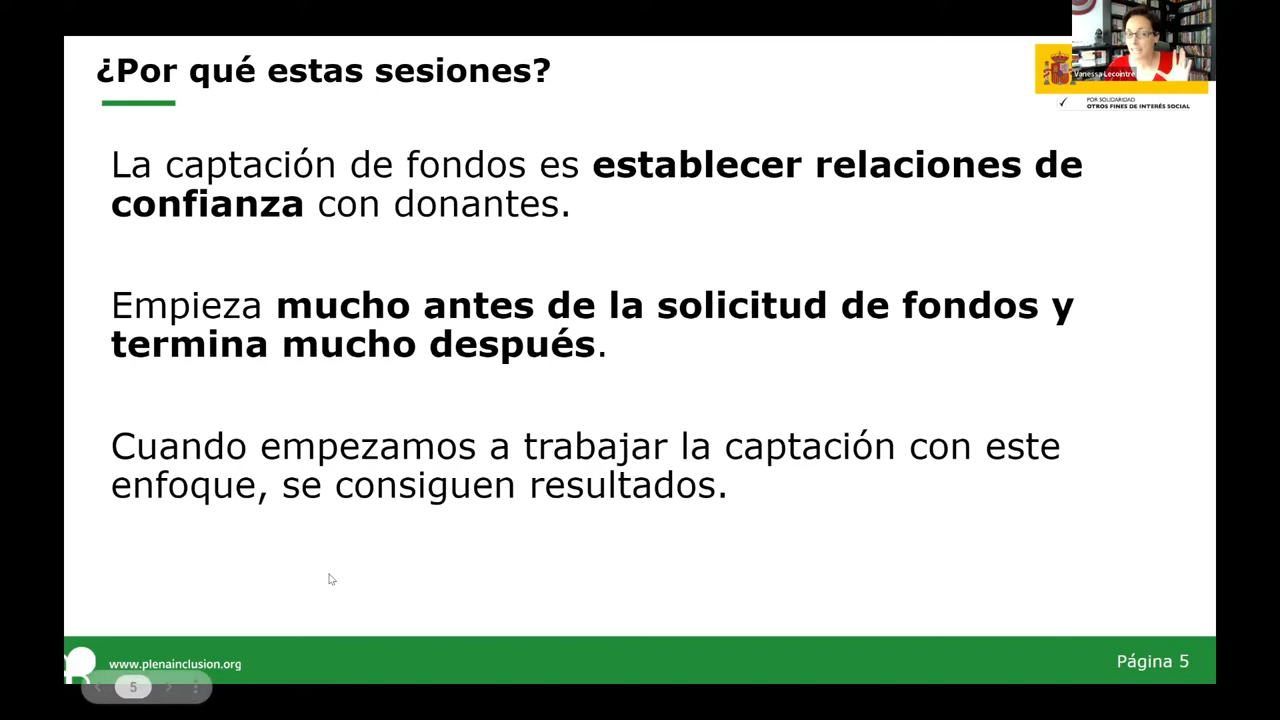 ¿Por qué estas sesiones?
Vanessa Lecointre
POR SOLIDARIDAD
OTROS FINES DE INTERÉS SOCIAL
La captación de fondos es establecer relaciones de
confianza con donantes.
Empieza mucho antes de la solicitud de fondos y
termina mucho después.
Cuando empezamos a trabajar la captación con este
enfoque, se consiguen resultados.
www.plenainclusion.org
Página 5
5